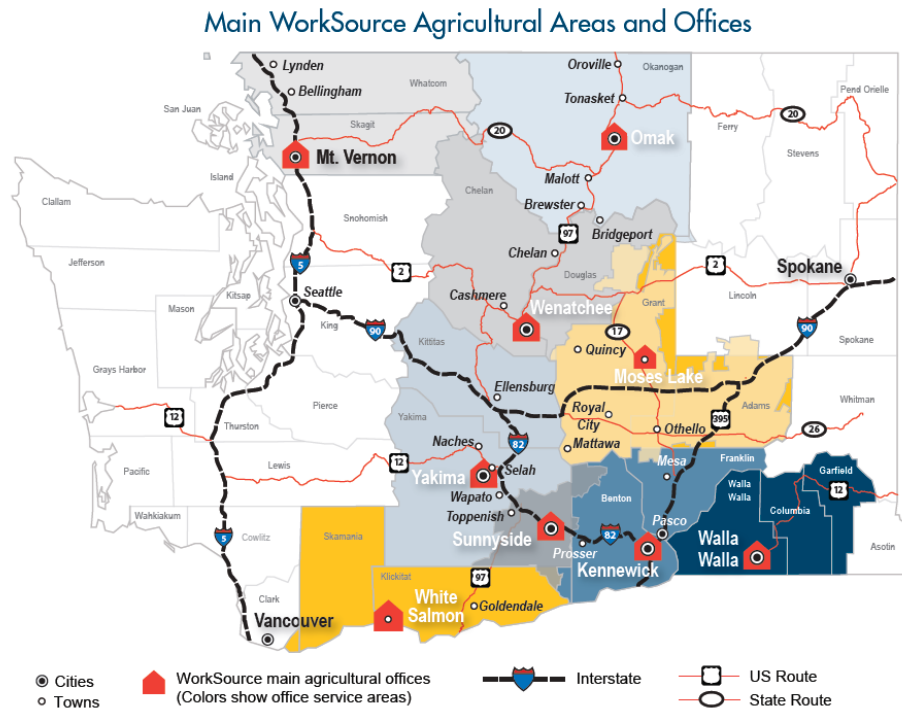 Main WorkSource Agricultural Areas and Offices
Lynden
Whatcom
Bellingham
San Juan
Skagit
20
Mt. Vernon
Island
Clallam
Snohomish
Jefferson
5
2
Kitsap
Seattle
Mason
King
90
Grays Harbor
Pierce
12
Thurston
Lewis
12
Pacific
Wahkiakum
Cowlitz
5
Clark
Vancouver
Skamania
Oroville
Okanogan
Tonasket
Omak
Ferry
20
Pend Orielle
Stevens
Chelan
Malott
Brewster
97
Bridgeport
Chelan
Douglas
2
Spokane
Cashmere
Wenatchee
Grant
Lincoln
17
90
Kittitas
Quincy
Moses Lake
Spokane
Ellensburg
Yakima
Royal
City
395
Adams
Whitman
Othello
26
Mattawa
82
Naches
Yakima
Selah
Wapato
Toppenish
Mesa
Franklin
Benton
Walla
Walla
Garfield
12
Columbia
Asotin
Sunnyside
Prosser
82
Pasco
Kennewick
Walla
Walla
Klickitat
97
White
Salmon
Goldendale
Cities
Towns
WorkSource main agricultural offices
(Colors show office service areas)
Interstate
US Route
State Route